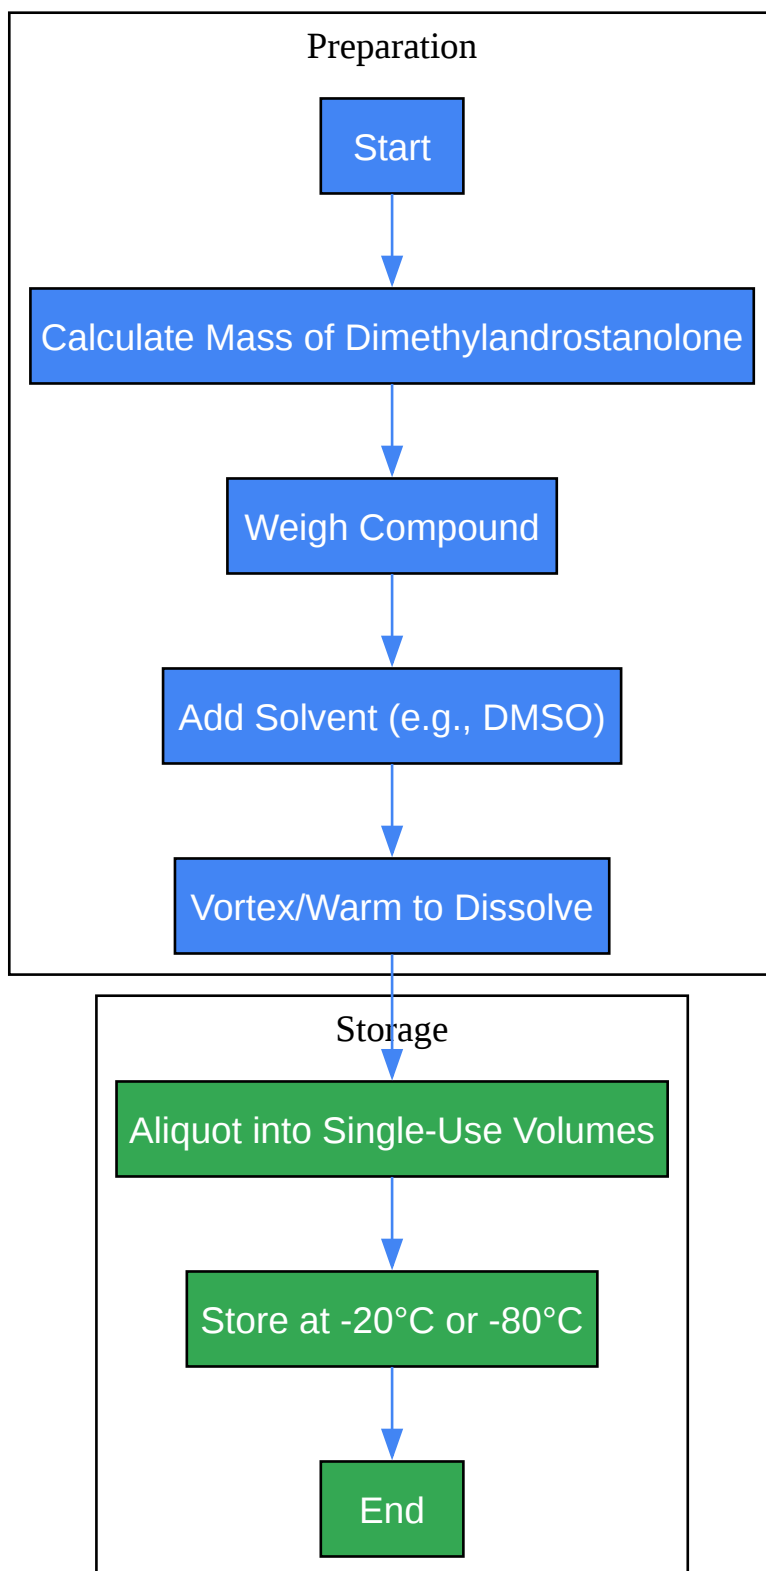 Preparation
Start
Calculate Mass of Dimethylandrostanolone
Weigh Compound
Add Solvent (e.g., DMSO)
Vortex/Warm to Dissolve
Storage
Aliquot into Single-Use Volumes
Store at -20°C or -80°C
End